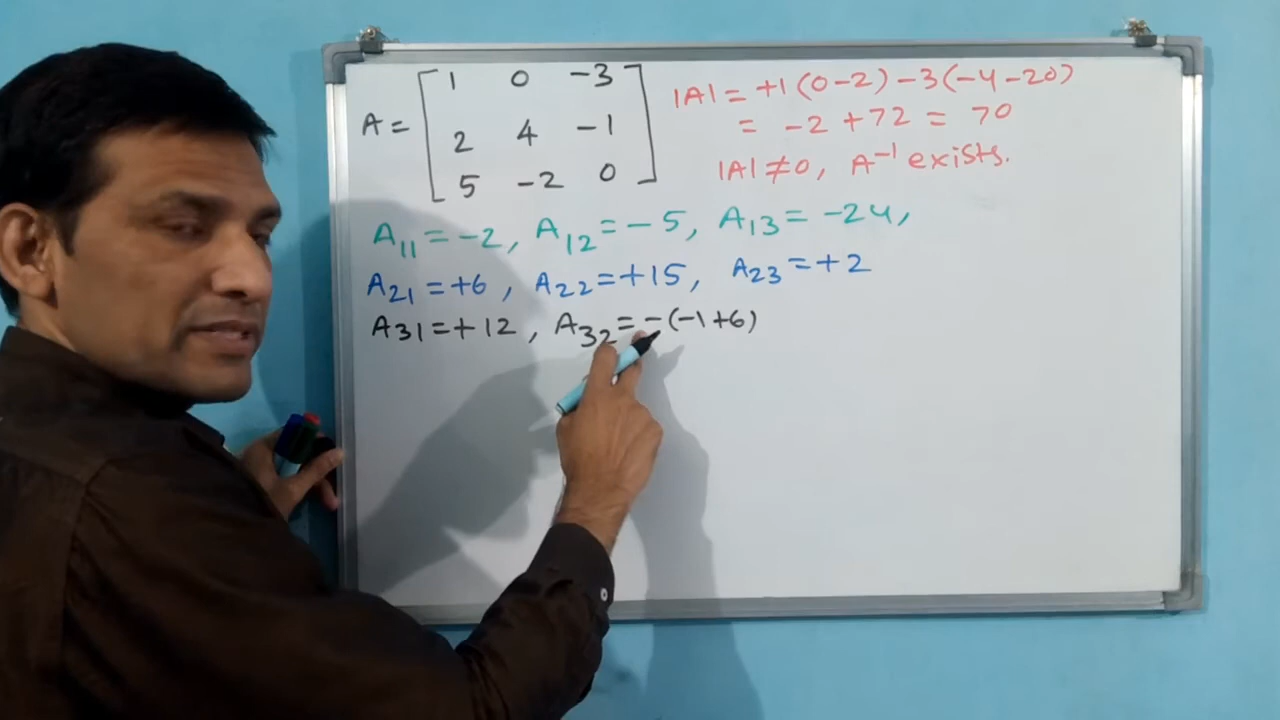 A = [ 1 0 -3
2 4 -1
5 -2 0 ]
|A| = +1(0-2) -3(-4-20)
= -2 +72 = 70
|A| ≠ 0, A⁻¹ exists.
A₁₁ = -2, A₁₂ = -5, A₁₃ = -24,
A₂₁ = +6, A₂₂ = +15, A₂₃ = +2
A₃₁ = +12, A₃₂ = -(-1+6)